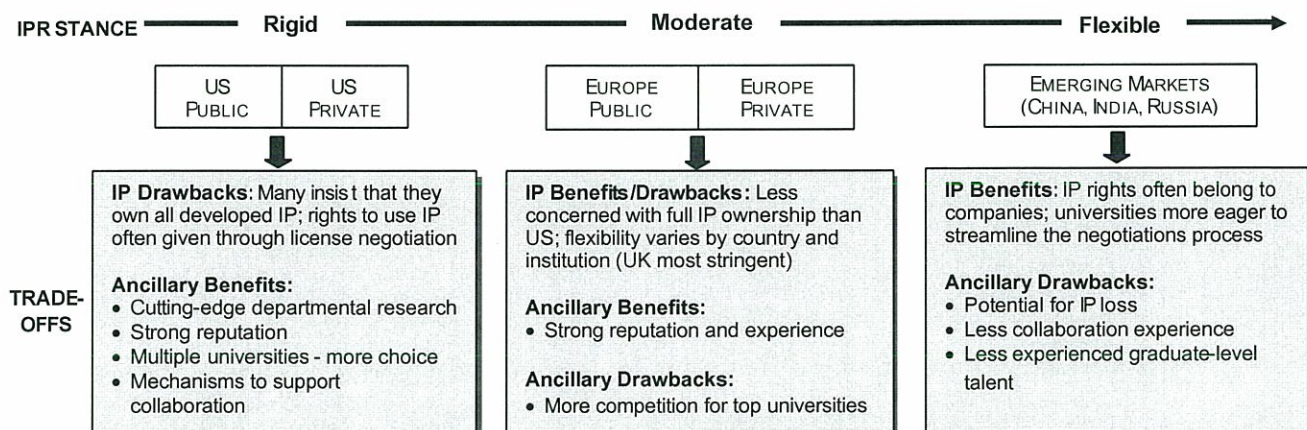 IPR STANCE Rigid Moderate Flexible
US PUBLIC
US PRIVATE
EUROPE PUBLIC
EUROPE PRIVATE
EMERGING MARKETS
(CHINA, INDIA, RUSSIA)
TRADE-
OFFS
IP Drawbacks: Many insist that they
own all developed IP; rights to use IP
often given through license negotiation
Ancillary Benefits:
• Cutting-edge departmental research
• Strong reputation
• Multiple universities - more choice
• Mechanisms to support
collaboration
IP Benefits/Drawbacks: Less
concerned with full IP ownership than
US; flexibility varies by country and
institution (UK most stringent)
Ancillary Benefits:
• Strong reputation and experience
Ancillary Drawbacks:
• More competition for top universities
IP Benefits: IP rights often belong to
companies; universities more eager to
streamline the negotiations process
Ancillary Drawbacks:
• Potential for IP loss
• Less collaboration experience
• Less experienced graduate-level
talent